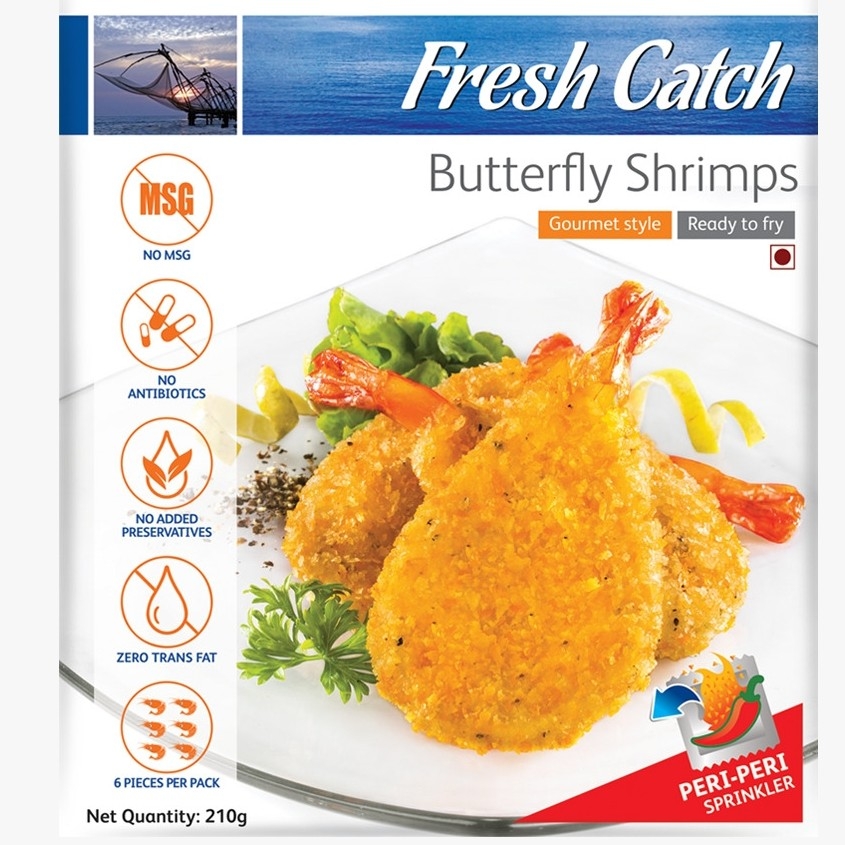 Fresh Catch
Butterfly Shrimps
Gourmet style
Ready to fry
MSG
NO MSG
NO
ANTIBIOTICS
NO ADDED
PRESERVATIVES
ZERO TRANS FAT
6 PIECES PER PACK
Net Quantity: 210g
PERI-PERI
SPRINKLER